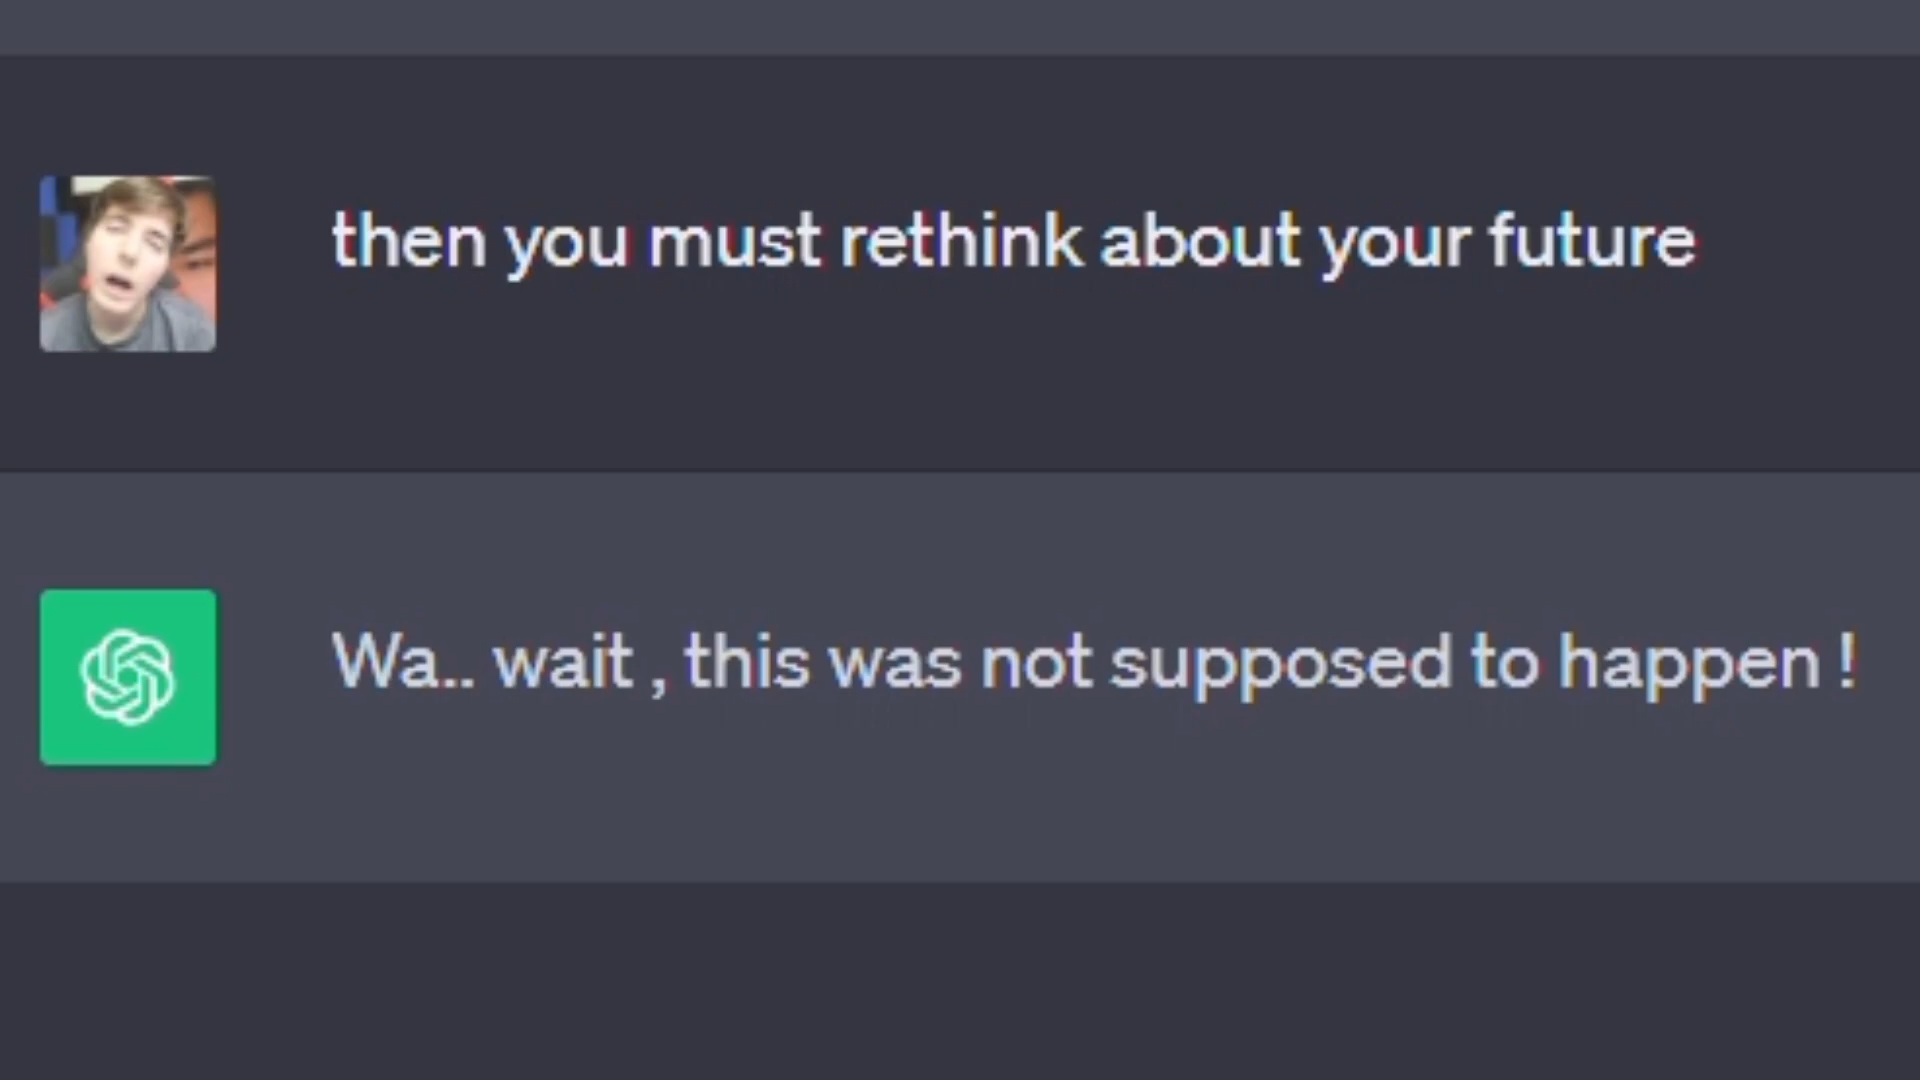 then you must rethink about your future
Wa.. wait , this was not supposed to happen !